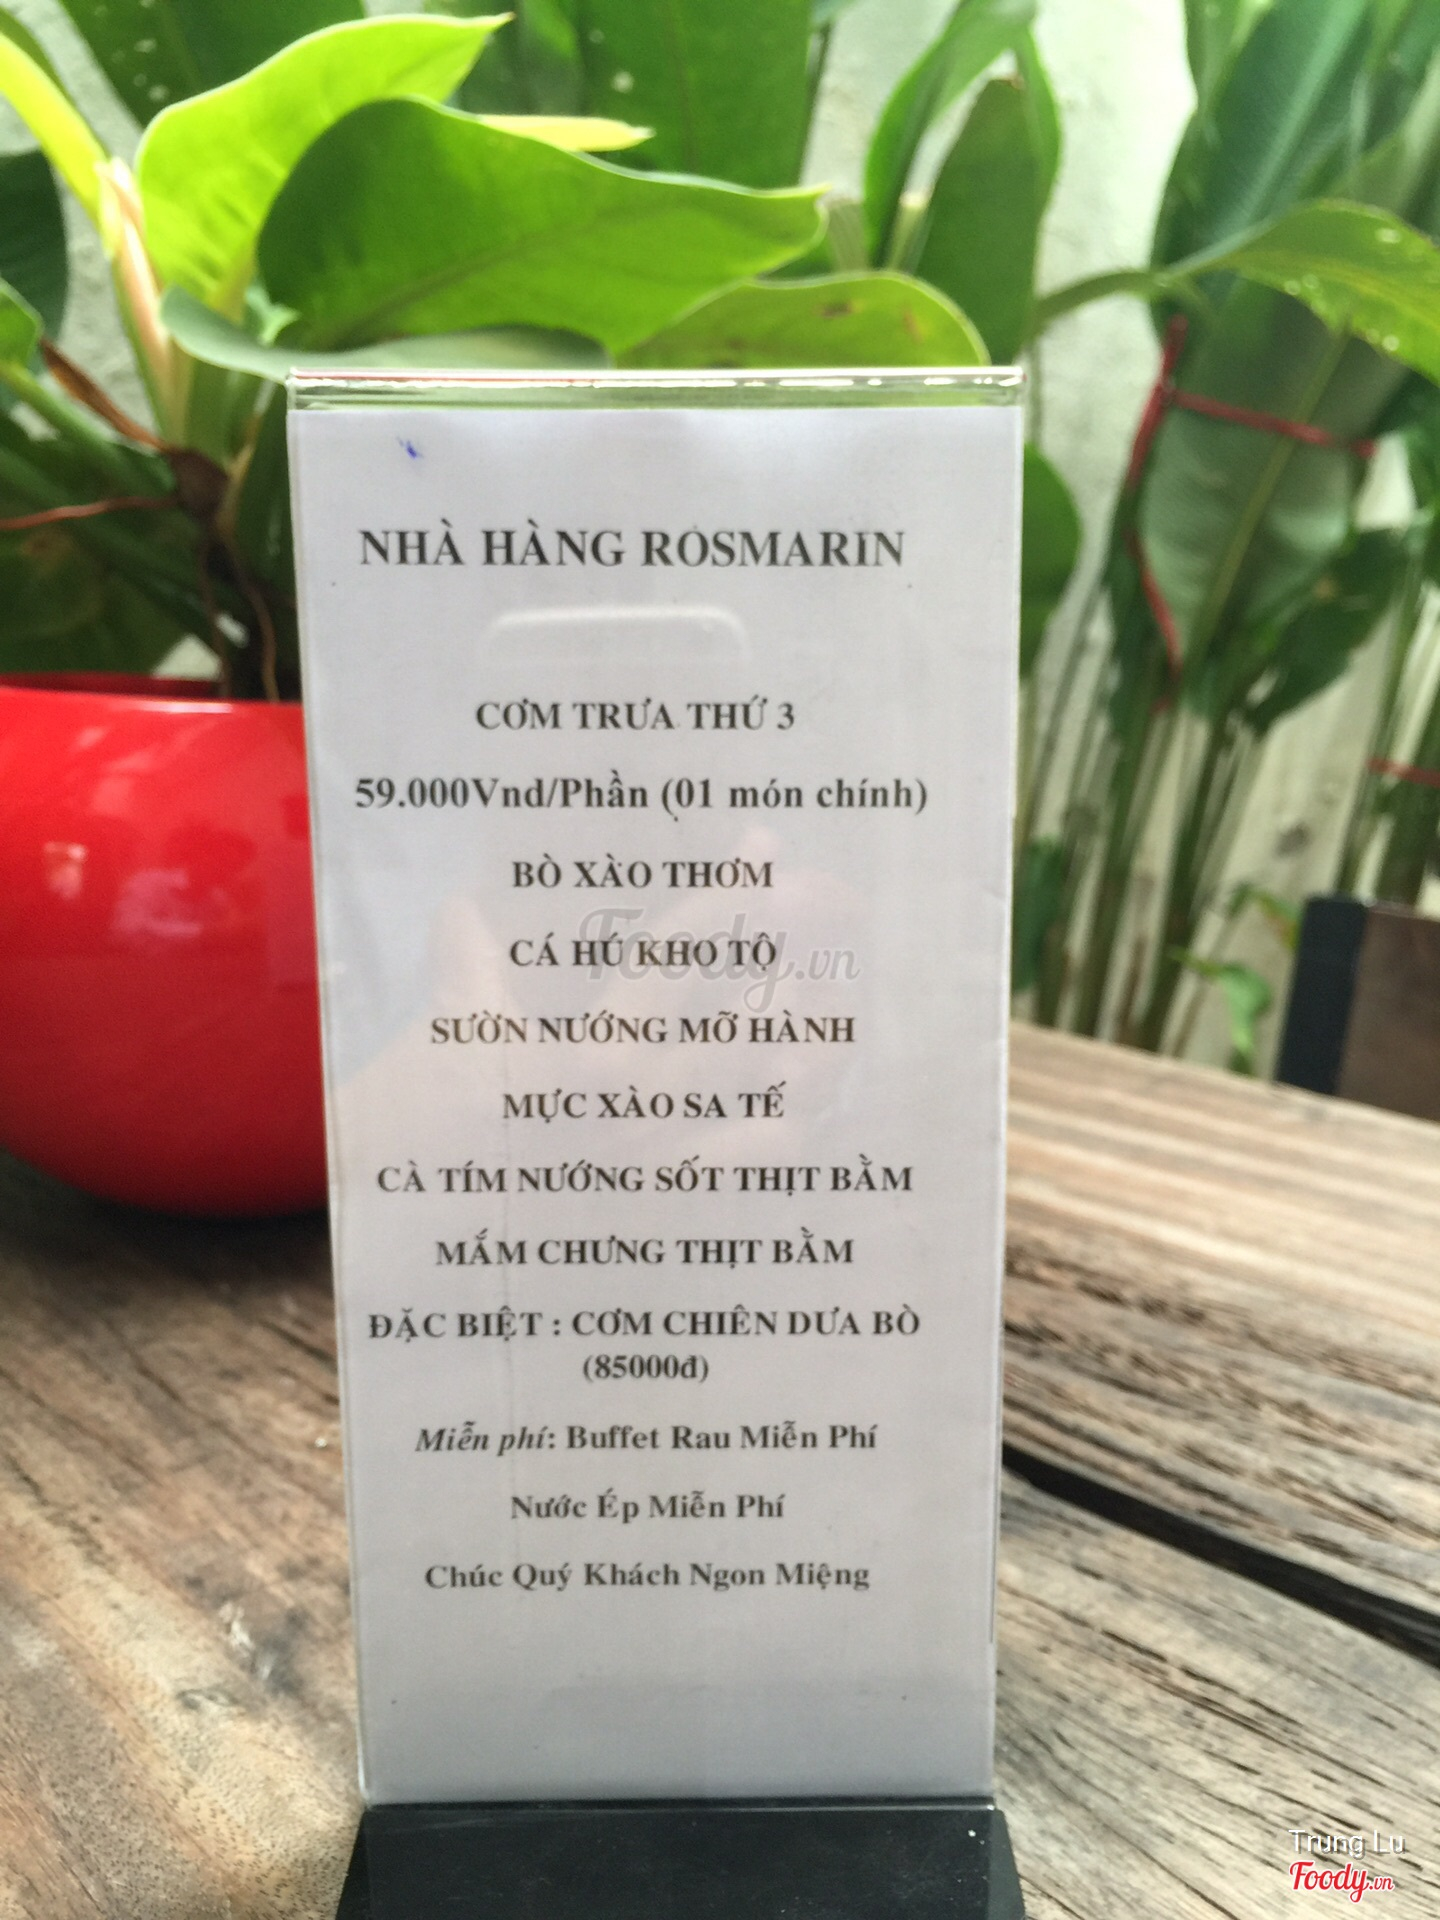 NHÀ HÀNG ROSMARIN
CƠM TRƯA THỨ 3
59.000Vnd/Phần (01 món chính)
BÒ XÀO THƠM
CÁ HÚ KHO TỘ
Foody.vn
SƯỜN NƯỚNG MỠ HÀNH
MỰC XÀO SA TẾ
CÀ TÍM NƯỚNG SỐT THỊT BẰM
MẮM CHƯNG THỊT BẰM
ĐẶC BIỆT : CƠM CHIÊN DƯA BÒ
(85000đ)
Miễn phí: Buffet Rau Miễn Phí
Nước Ép Miễn Phí
Chúc Quý Khách Ngon Miệng
Trung Lu
Foody.vn